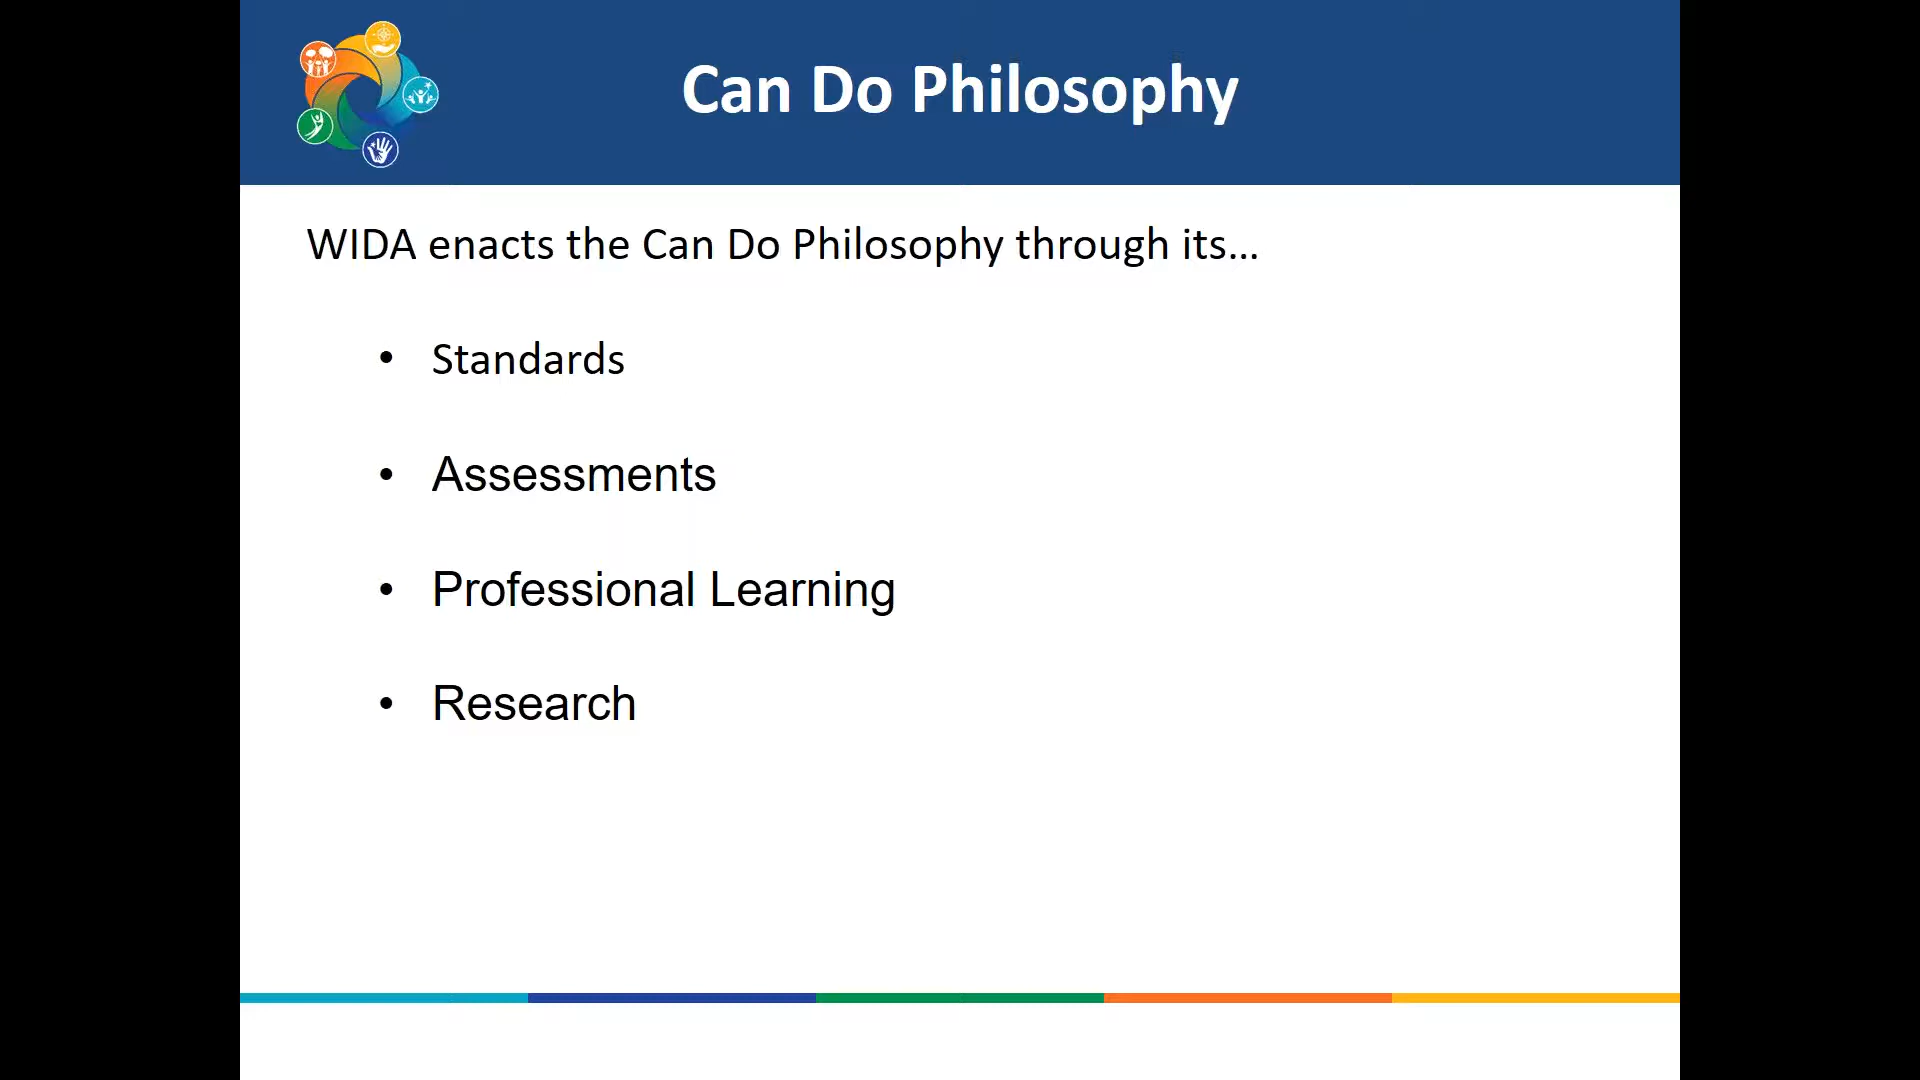 Can Do Philosophy
WIDA enacts the Can Do Philosophy through its...
• Standards
• Assessments
• Professional Learning
• Research